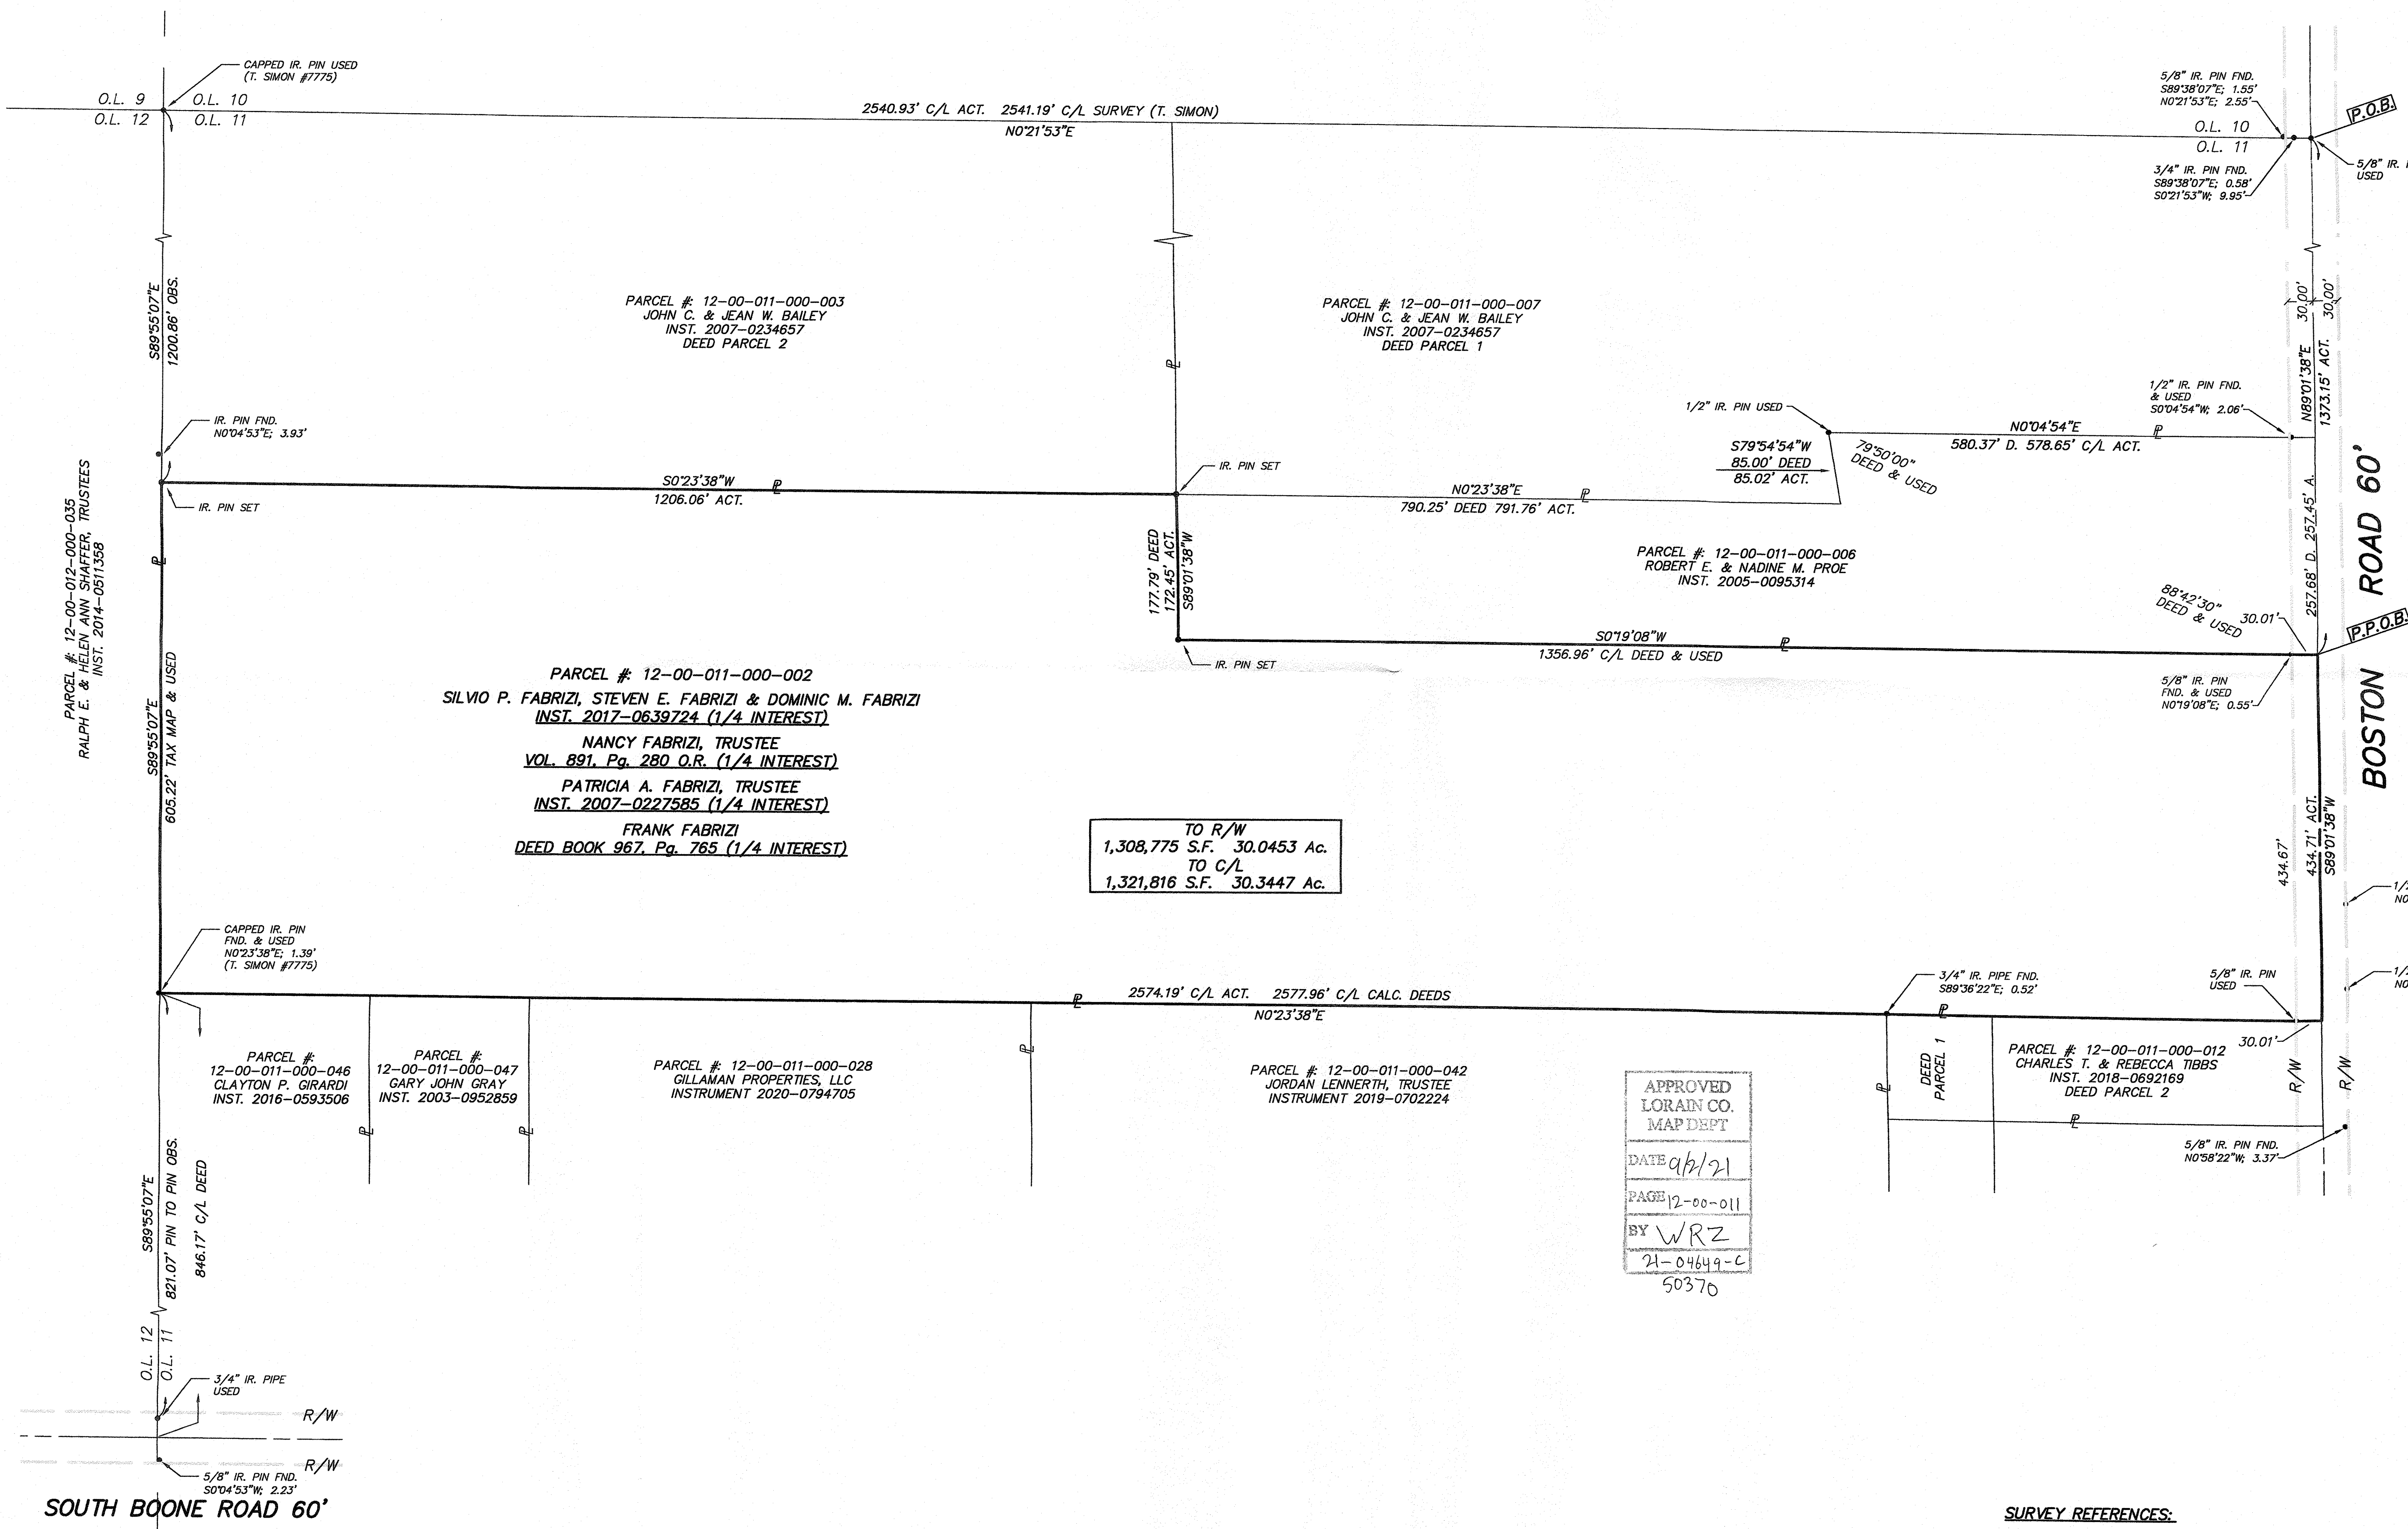 CAPPED IR. PIN USED
(T. SIMON #7775)
O.L. 9
O.L. 10
O.L. 12
O.L. 11
2540.93' C/L ACT. 2541.19' C/L SURVEY (T. SIMON)
N0°21'53"E
5/8" IR. PIN FND.
S89°38'07"E; 1.55'
N0°21'53"E; 2.55'
P.O.B.
O.L. 10
O.L. 11
5/8" IR.
USED
3/4" IR. PIN FND.
S89°38'07"E; 0.58'
S0°21'53"W; 9.95'
S89°55'07"E
1200.86' OBS.
PARCEL #: 12-00-011-000-003
JOHN C. & JEAN W. BAILEY
INST. 2007-0234657
DEED PARCEL 2
PARCEL #: 12-00-011-000-007
JOHN C. & JEAN W. BAILEY
INST. 2007-0234657
DEED PARCEL 1
30.00'
30.00'
N89°01'38"E
1373.15' ACT.
1/2" IR. PIN FND.
& USED
S0°04'54"W; 2.06'
1/2" IR. PIN USED
N0°04'54"E
580.37' D. 578.65' C/L ACT.
S79°54'54"W
85.00' DEED
85.02' ACT.
79°50'00"
DEED & USED
IR. PIN FND.
N0°04'53"E; 3.93'
IR. PIN SET
S0°23'38"W
1206.06' ACT.
IR. PIN SET
N0°23'38"E
790.25' DEED 791.76' ACT.
PARCEL #: 12-00-012-000-035
RALPH E. & HELEN ANN SHAFFER, TRUSTEES
INST. 2014-0511358
177.79' DEED
172.45' ACT.
S89°01'38"W
PARCEL #: 12-00-011-000-006
ROBERT E. & NADINE M. PROE
INST. 2005-0095314
257.68' D. 257.45' A.
BOSTON ROAD 60'
88°42'30"
DEED & USED
30.01'
P.P.O.B.
IR. PIN SET
S0°19'08"W
1356.96' C/L DEED & USED
5/8" IR. PIN
FND. & USED
N0°19'08"E; 0.55'
S89°55'07"E
605.22' TAX MAP & USED
PARCEL #: 12-00-011-000-002
SILVIO P. FABRIZI, STEVEN E. FABRIZI & DOMINIC M. FABRIZI
INST. 2017-0639724 (1/4 INTEREST)
NANCY FABRIZI, TRUSTEE
VOL. 891, Pg. 280 O.R. (1/4 INTEREST)
PATRICIA A. FABRIZI, TRUSTEE
INST. 2007-0227585 (1/4 INTEREST)
FRANK FABRIZI
DEED BOOK 967, Pg. 765 (1/4 INTEREST)
TO R/W
1,308,775 S.F. 30.0453 Ac.
TO C/L
1,321,816 S.F. 30.3447 Ac.
434.67'
434.71' ACT.
S89°01'38"W
CAPPED IR. PIN
FND. & USED
N0°23'38"E; 1.39'
(T. SIMON #7775)
2574.19' C/L ACT. 2577.96' C/L CALC. DEEDS
N0°23'38"E
3/4" IR. PIPE FND.
S89°36'22"E; 0.52'
5/8" IR. PIN
USED
30.01'
PARCEL #:
12-00-011-000-046
CLAYTON P. GIRARDI
INST. 2016-0593506
PARCEL #:
12-00-011-000-047
GARY JOHN GRAY
INST. 2003-0952859
PARCEL #: 12-00-011-000-028
GILLAMAN PROPERTIES, LLC
INSTRUMENT 2020-0794705
PARCEL #: 12-00-011-000-042
JORDAN LENNERTH, TRUSTEE
INSTRUMENT 2019-0702224
DEED
PARCEL 1
PARCEL #: 12-00-011-000-012
CHARLES T. & REBECCA TIBBS
INST. 2018-0692169
DEED PARCEL 2
R/W
R/W
5/8" IR. PIN FND.
N0°58'22"W; 3.37'
APPROVED
LORAIN CO.
MAP DEPT
DATE 9/2/21
PAGE 12-00-011
BY WRZ
21-04649-C
50370
S89°55'07"E
821.07' PIN TO PIN OBS.
846.17' C/L DEED
O.L. 12
O.L. 11
3/4" IR. PIPE
USED
R/W
R/W
5/8" IR. PIN FND.
S0°04'53"W; 2.23'
SOUTH BOONE ROAD 60'
SURVEY REFERENCES: